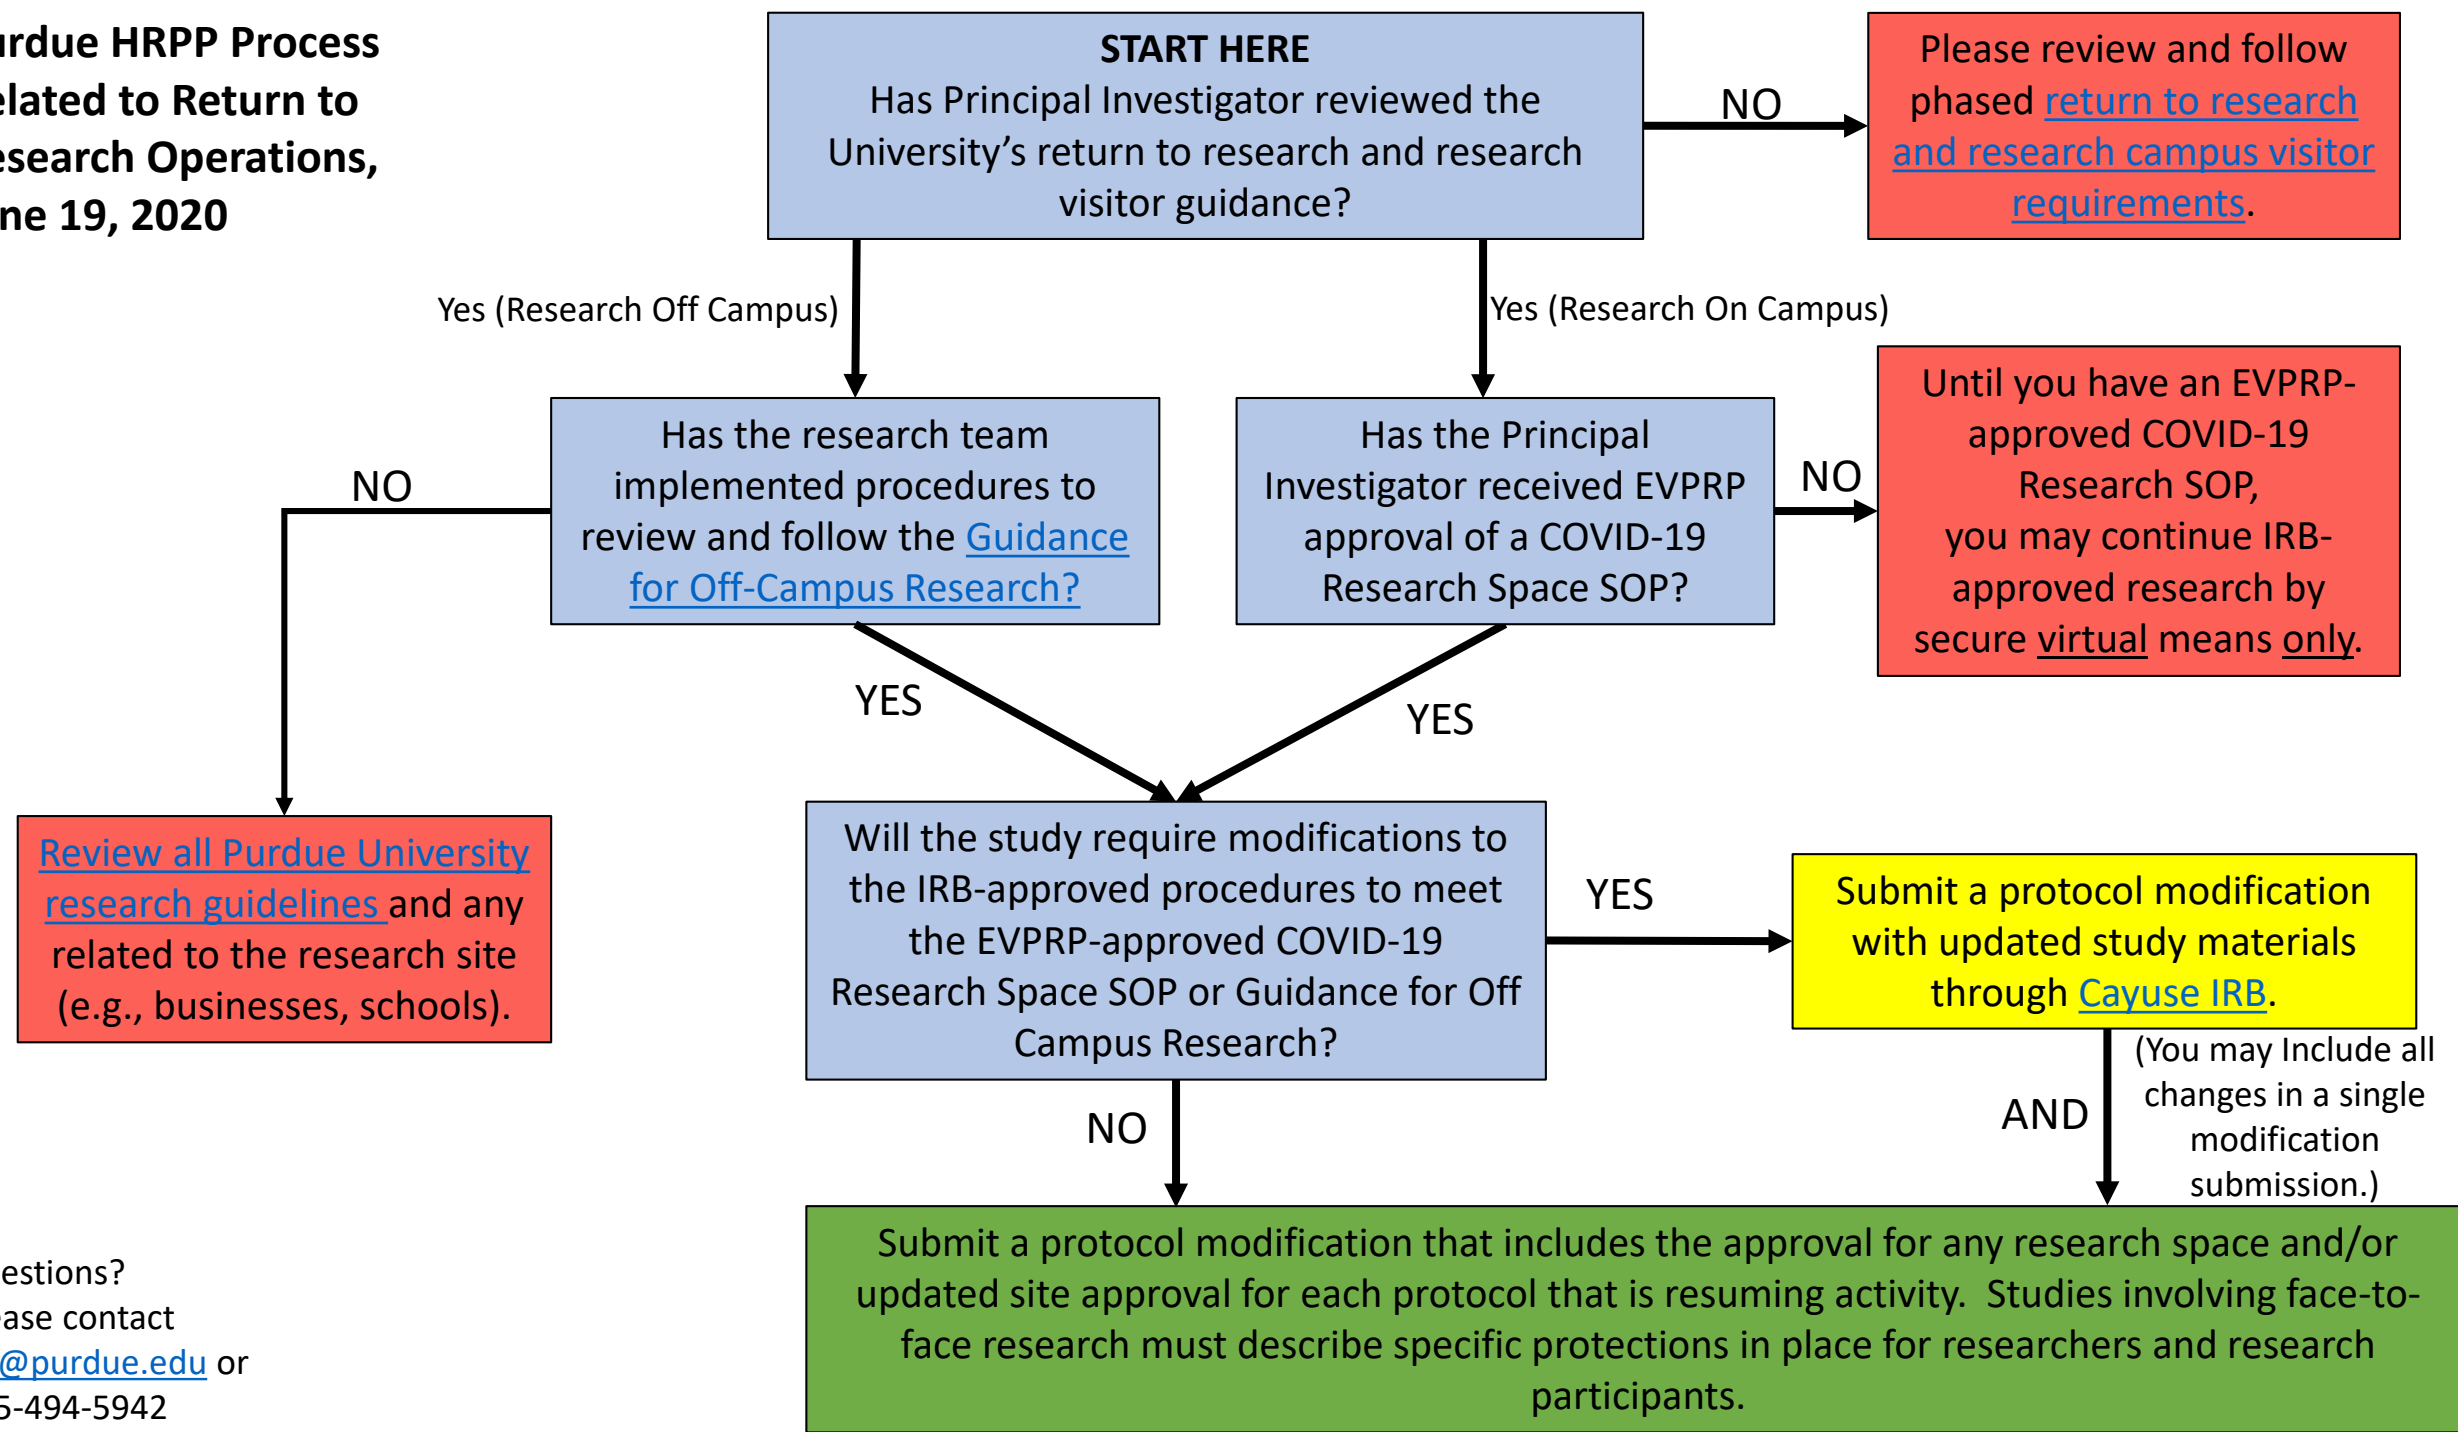 urdue HRPP Process
elated to Return to
esearch Operations,
ne 19, 2020
START HERE
Has Principal Investigator reviewed the
University’s return to research and research
visitor guidance?
NO
Please review and follow
phased return to research
and research campus visitor
requirements.
Yes (Research Off Campus)
Yes (Research On Campus)
Has the research team
implemented procedures to
review and follow the Guidance
for Off-Campus Research?
NO
Has the Principal
Investigator received EVPRP
approval of a COVID-19
Research Space SOP?
NO
Until you have an EVPRP-
approved COVID-19
Research SOP,
you may continue IRB-
approved research by
secure virtual means only.
YES
YES
Review all Purdue University
research guidelines and any
related to the research site
(e.g., businesses, schools).
Will the study require modifications to
the IRB-approved procedures to meet
the EVPRP-approved COVID-19
Research Space SOP or Guidance for Off
Campus Research?
YES
Submit a protocol modification
with updated study materials
through Cayuse IRB.
NO
AND
(You may Include all
changes in a single
modification
submission.)
Submit a protocol modification that includes the approval for any research space and/or
updated site approval for each protocol that is resuming activity.  Studies involving face-to-
face research must describe specific protections in place for researchers and research
participants.
estions?
ease contact
@purdue.edu or
5-494-5942